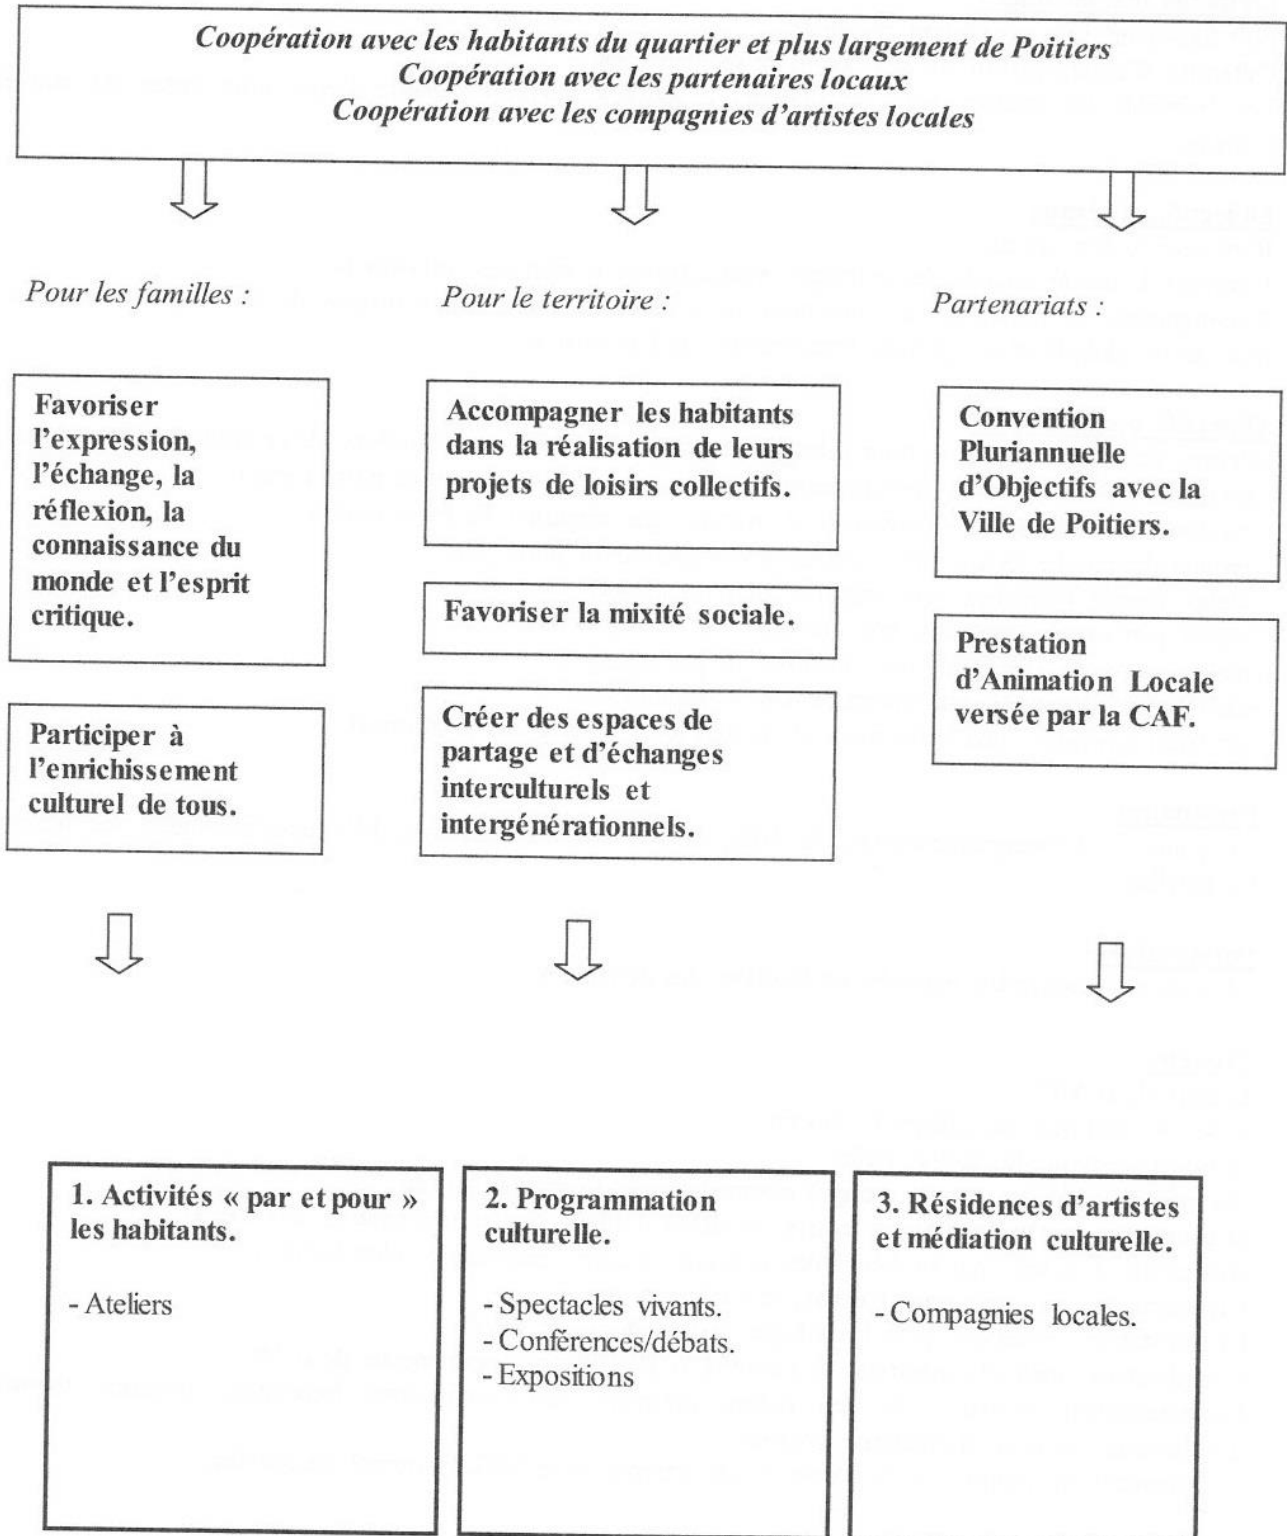 Coopération avec les habitants du quartier et plus largement de Poitiers
Coopération avec les partenaires locaux
Coopération avec les compagnies d'artistes locales
Pour les familles :
Favoriser
l'expression,
l'échange, la
réflexion, la
connaissance du
monde et l'esprit
critique.
Participer à
l'enrichissement
culturel de tous.
Pour le territoire :
Accompagner les habitants
dans la réalisation de leurs
projets de loisirs collectifs.
Favoriser la mixité sociale.
Créer des espaces de
partage et d'échanges
interculturels et
intergénérationnels.
Partenariats :
Convention
Pluriannuelle
d'Objectifs avec la
Ville de Poitiers.
Prestation
d'Animation Locale
versée par la CAF.
1. Activités « par et pour »
les habitants.
- Ateliers
2. Programmation
culturelle.
- Spectacles vivants.
- Conférences/débats.
- Expositions
3. Résidences d'artistes
et médiation culturelle.
- Compagnies locales.